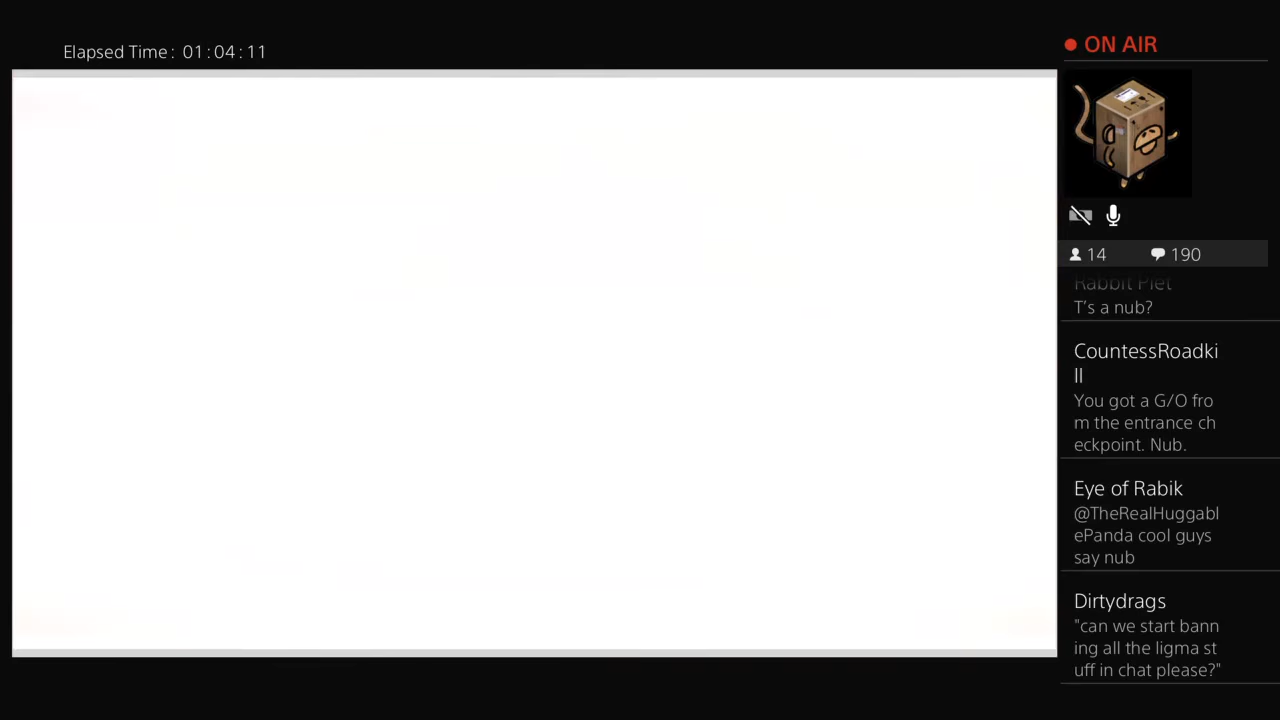 Elapsed Time: 01:04:11
ON AIR
14 190
Rabbit Piet
T's a nub?
CountessRoadki
ll
You got a G/O fro
m the entrance ch
eckpoint. Nub.
Eye of Rabik
@TheRealHuggabl
ePanda cool guys
say nub
Dirtydrags
"can we start bann
ing all the ligma st
uff in chat please?"